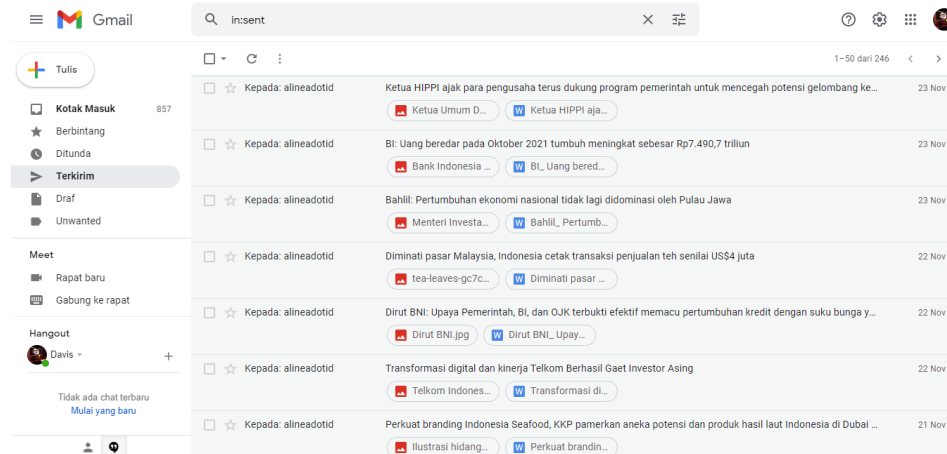 Gmail
in:sent
Tulis
1–50 dari 246
Kotak Masuk 857
Berbintang
Ditunda
Terkirim
Draf
Unwanted
Meet
Rapat baru
Gabung ke rapat
Hangout
Davis
Tidak ada chat terbaru
Mulai yang baru
Kepada: alineadotid Ketua HIPPI ajak para pengusaha terus dukung program pemerintah untuk mencegah potensi gelombang ke... 23 Nov
Ketua Umum D... W Ketua HIPPI aja...
Kepada: alineadotid BI: Uang beredar pada Oktober 2021 tumbuh meningkat sebesar Rp7.490,7 triliun 23 Nov
Bank Indonesia ... W BI_ Uang bered...
Kepada: alineadotid Bahlil: Pertumbuhan ekonomi nasional tidak lagi didominasi oleh Pulau Jawa 23 Nov
Menteri Investa... W Bahlil_ Pertumb...
Kepada: alineadotid Diminati pasar Malaysia, Indonesia cetak transaksi penjualan teh senilai US$4 juta 22 Nov
tea-leaves-gc7c... W Diminati pasar ...
Kepada: alineadotid Dirut BNI: Upaya Pemerintah, BI, dan OJK terbukti efektif memacu pertumbuhan kredit dengan suku bunga y... 22 Nov
Dirut BNI.jpg W Dirut BNI_ Upay...
Kepada: alineadotid Transformasi digital dan kinerja Telkom Berhasil Gaet Investor Asing 22 Nov
Telkom Indones... W Transformasi di...
Kepada: alineadotid Perkuat branding Indonesia Seafood, KKP pamerkan aneka potensi dan produk hasil laut Indonesia di Dubai ... 21 Nov
Ilustrasi hidang... W Perkuat brandin...